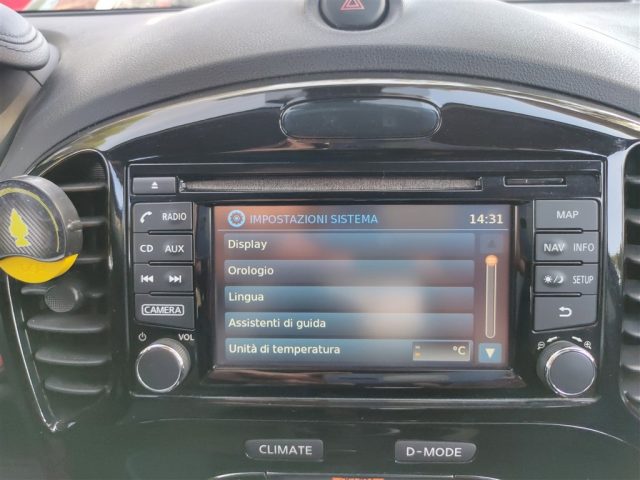 IMPOSTAZIONI SISTEMA 14:31
Display
Orologio
Lingua
Assistenti di guida
Unità di temperatura °C
RADIO
CD AUX
CAMERA
VOL
MAP
NAV INFO
SETUP
CLIMATE
D-MODE